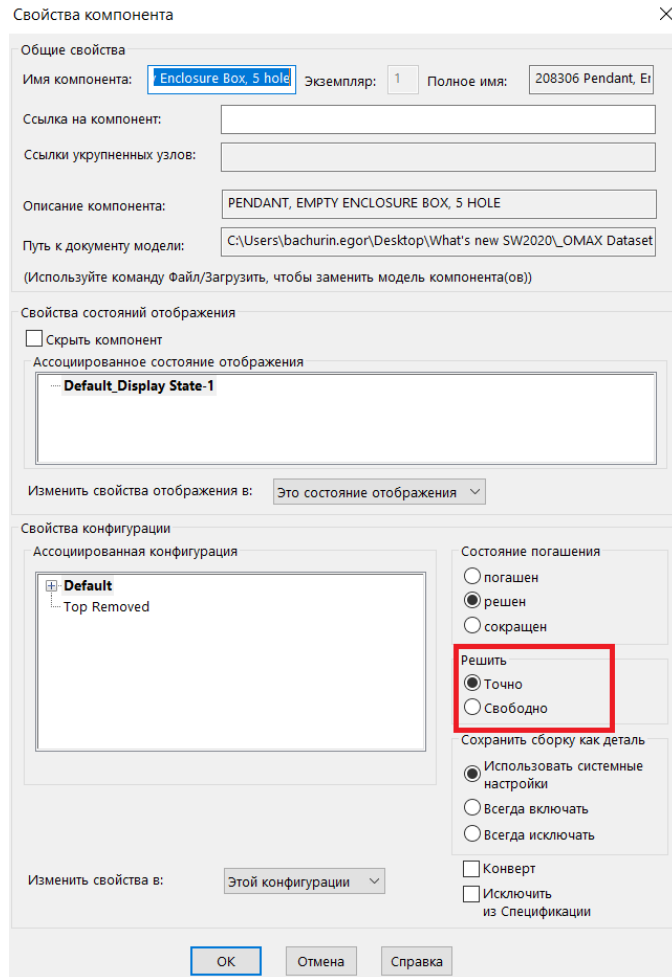 Свойства компонента
Общие свойства
Имя компонента: Enclosure Box, 5 hole Экземпляр: 1 Полное имя: 208306 Pendant, Er
Ссылка на компонент:
Ссылки укрупненных узлов:
Описание компонента: PENDANT, EMPTY ENCLOSURE BOX, 5 HOLE
Путь к документу модели: C:\Users\bachurin.egor\Desktop\What's new SW2020\_OMAX Dataset
(Используйте команду Файл/Загрузить, чтобы заменить модель компонента(ов))
Свойства состояний отображения
Скрыть компонент
Ассоциированное состояние отображения
Default_Display State-1
Изменить свойства отображения в: Это состояние отображения
Свойства конфигурации
Ассоциированная конфигурация
Default
Top Removed
Состояние погашения
погашен
решен
сокращен
Решить
Точно
Свободно
Сохранить сборку как деталь
Использовать системные
настройки
Всегда включать
Всегда исключать
Изменить свойства в: Этой конфигурации
Конверт
Исключить
из Спецификации
ОК Отмена Справка